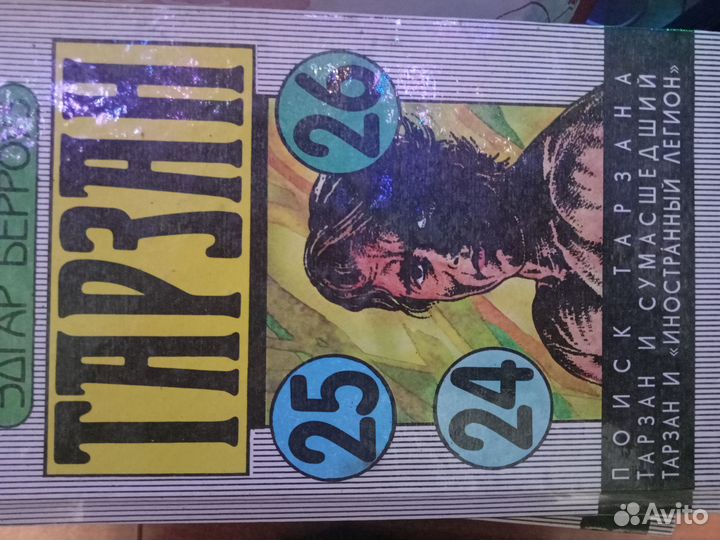 ЭДГАР БЕРРОУЗ
ТАРЗАН
26
25
24
ПОИСК ТАРЗАНА
ТАРЗАН И СУМАСШЕДШИЙ
ТАРЗАН И «ИНОСТРАННЫЙ ЛЕГИОН»
Avito